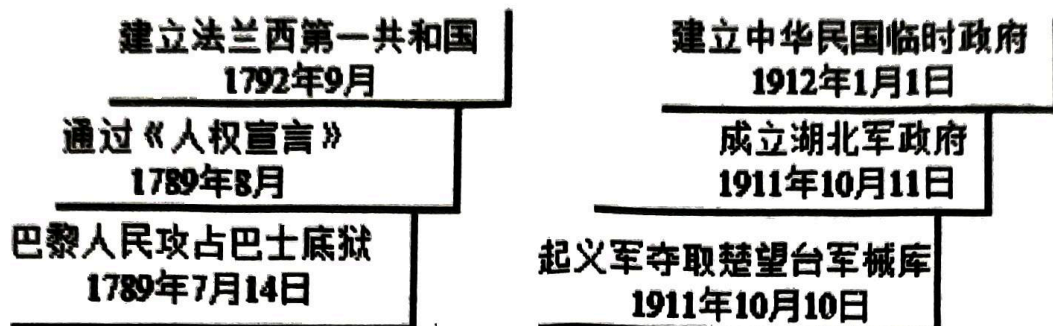 建立法兰西第一共和国
1792年9月
通过《人权宣言》
1789年8月
巴黎人民攻占巴士底狱
1789年7月14日
建立中华民国临时政府
1912年1月1日
成立湖北军政府
1911年10月11日
起义军夺取楚望台军械库
1911年10月10日